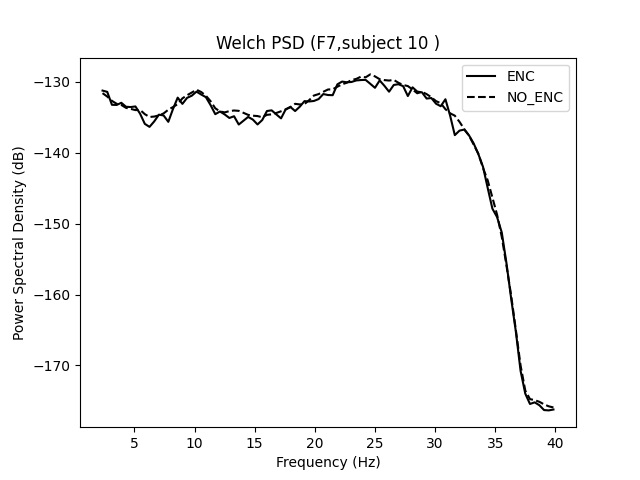 Welch PSD (F7,subject 10 )
ENC
NO_ENC
Power Spectral Density (dB)
−130
−140
−150
−160
−170
5 10 15 20 25 30 35 40
Frequency (Hz)